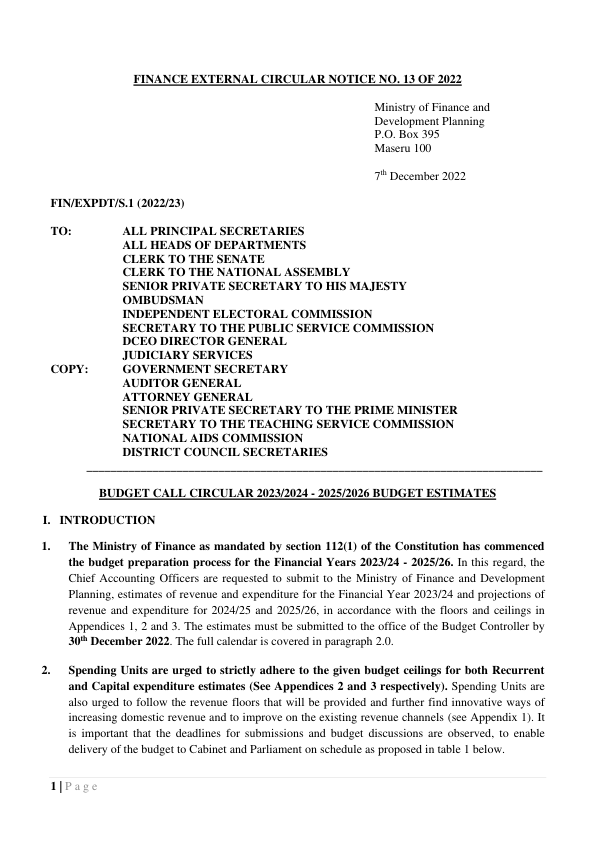 FINANCE EXTERNAL CIRCULAR NOTICE NO. 13 OF 2022
Ministry of Finance and
Development Planning
P.O. Box 395
Maseru 100
7th December 2022
FIN/EXPDT/S.1 (2022/23)
TO: ALL PRINCIPAL SECRETARIES
ALL HEADS OF DEPARTMENTS
CLERK TO THE SENATE
CLERK TO THE NATIONAL ASSEMBLY
SENIOR PRIVATE SECRETARY TO HIS MAJESTY
OMBUDSMAN
INDEPENDENT ELECTORAL COMMISSION
SECRETARY TO THE PUBLIC SERVICE COMMISSION
DCEO DIRECTOR GENERAL
JUDICIARY SERVICES
COPY: GOVERNMENT SECRETARY
AUDITOR GENERAL
ATTORNEY GENERAL
SENIOR PRIVATE SECRETARY TO THE PRIME MINISTER
SECRETARY TO THE TEACHING SERVICE COMMISSION
NATIONAL AIDS COMMISSION
DISTRICT COUNCIL SECRETARIES
BUDGET CALL CIRCULAR 2023/2024 - 2025/2026 BUDGET ESTIMATES
I. INTRODUCTION
1. The Ministry of Finance as mandated by section 112(1) of the Constitution has commenced
the budget preparation process for the Financial Years 2023/24 - 2025/26. In this regard, the
Chief Accounting Officers are requested to submit to the Ministry of Finance and Development
Planning, estimates of revenue and expenditure for the Financial Year 2023/24 and projections of
revenue and expenditure for 2024/25 and 2025/26, in accordance with the floors and ceilings in
Appendices 1, 2 and 3. The estimates must be submitted to the office of the Budget Controller by
30th December 2022. The full calendar is covered in paragraph 2.0.
2. Spending Units are urged to strictly adhere to the given budget ceilings for both Recurrent
and Capital expenditure estimates (See Appendices 2 and 3 respectively). Spending Units are
also urged to follow the revenue floors that will be provided and further find innovative ways of
increasing domestic revenue and to improve on the existing revenue channels (see Appendix 1). It
is important that the deadlines for submissions and budget discussions are observed, to enable
delivery of the budget to Cabinet and Parliament on schedule as proposed in table 1 below.
1 | P a g e